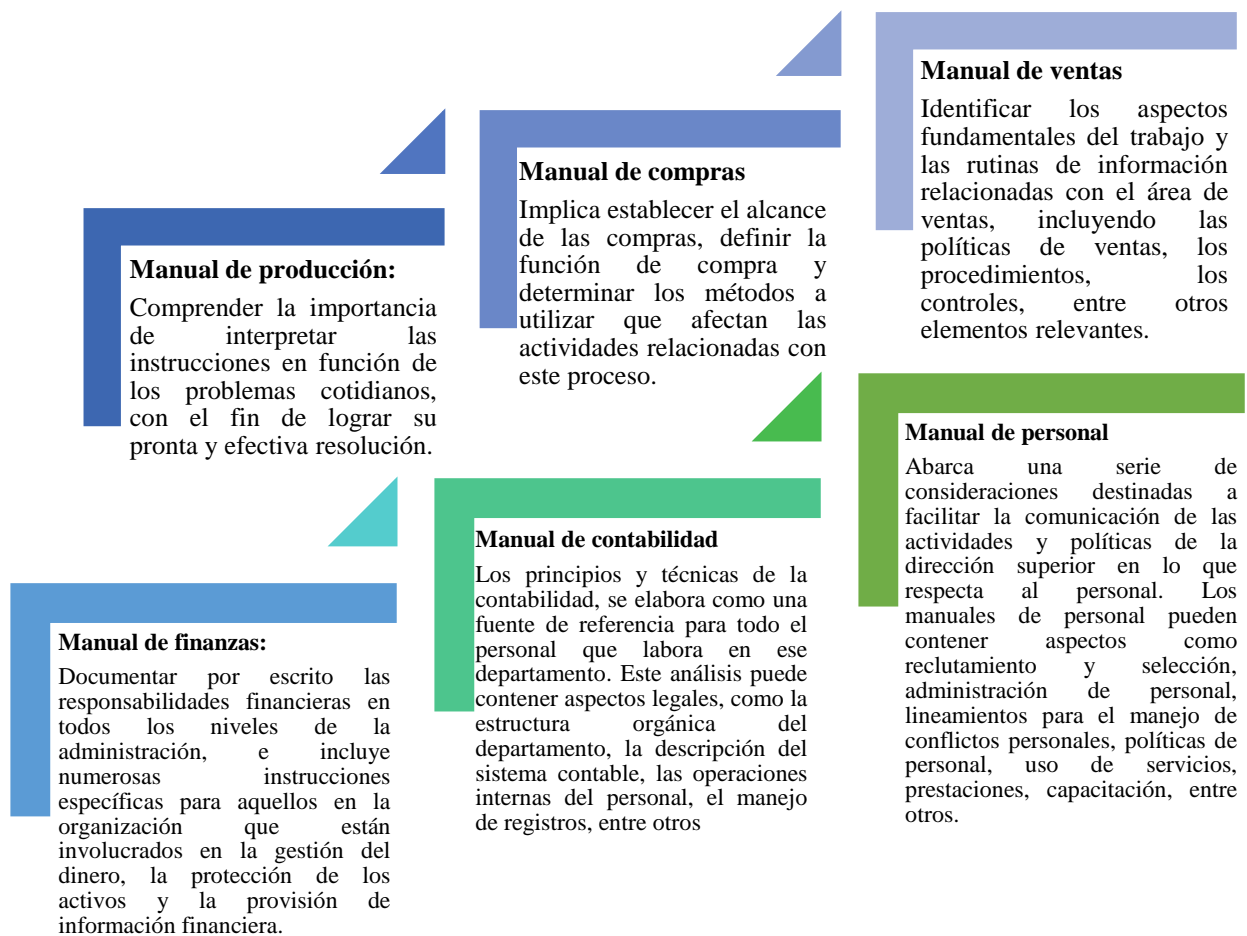 Manual de producción:
Comprender la importancia
de interpretar las
instrucciones en función de
los problemas cotidianos,
con el fin de lograr su
pronta y efectiva resolución.
Manual de compras
Implica establecer el alcance
de las compras, definir la
función de compra y
determinar los métodos a
utilizar que afectan las
actividades relacionadas con
este proceso.
Manual de ventas
Identificar los aspectos
fundamentales del trabajo y
las rutinas de información
relacionadas con el área de
ventas, incluyendo las
políticas de ventas, los
procedimientos, los
controles, entre otros
elementos relevantes.
Manual de finanzas:
Documentar por escrito las
responsabilidades financieras en
todos los niveles de la
administración, e incluye
numerosas instrucciones
específicas para aquellos en la
organización que están
involucrados en la gestión del
dinero, la protección de los
activos y la provisión de
información financiera.
Manual de contabilidad
Los principios y técnicas de la
contabilidad, se elabora como una
fuente de referencia para todo el
personal que labora en ese
departamento. Este análisis puede
contener aspectos legales, como la
estructura orgánica del
departamento, la descripción del
sistema contable, las operaciones
internas del personal, el manejo
de registros, entre otros
Manual de personal
Abarca una serie de
consideraciones destinadas a
facilitar la comunicación de las
actividades y políticas de la
dirección superior en lo que
respecta al personal. Los
manuales de personal pueden
contener aspectos como
reclutamiento y selección,
administración de personal,
lineamientos para el manejo de
conflictos personales, políticas de
personal, uso de servicios,
prestaciones, capacitación, entre
otros.